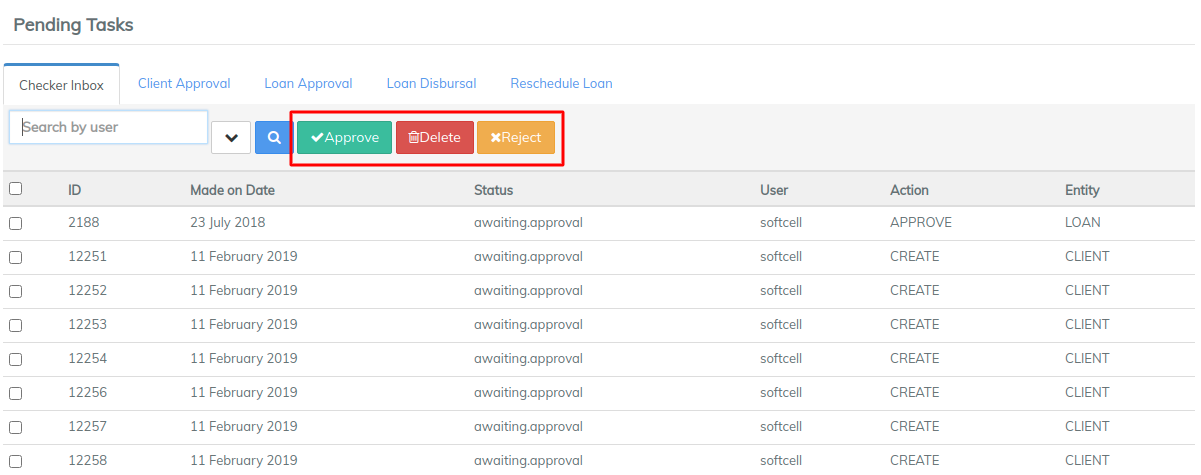 Pending Tasks
Checker Inbox Client Approval Loan Approval Loan Disbursal Reschedule Loan
Search by user Approve Delete Reject
ID Made on Date Status User Action Entity
2188 23 July 2018 awaiting.approval softcell APPROVE LOAN
12251 11 February 2019 awaiting.approval softcell CREATE CLIENT
12252 11 February 2019 awaiting.approval softcell CREATE CLIENT
12253 11 February 2019 awaiting.approval softcell CREATE CLIENT
12254 11 February 2019 awaiting.approval softcell CREATE CLIENT
12256 11 February 2019 awaiting.approval softcell CREATE CLIENT
12257 11 February 2019 awaiting.approval softcell CREATE CLIENT
12258 11 February 2019 awaiting.approval softcell CREATE CLIENT